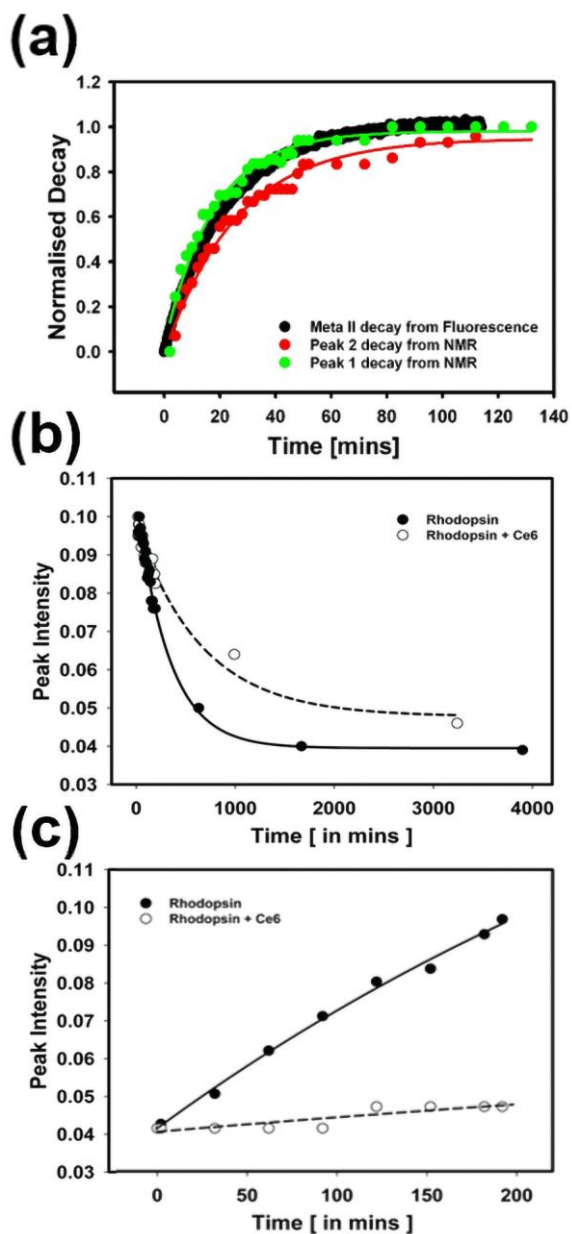 (a)
Normalised Decay
1.2
1.0
0.8
0.6
0.4
0.2
0.0
Meta II decay from Fluorescence
Peak 2 decay from NMR
Peak 1 decay from NMR
0 20 40 60 80 100 120 140
Time [mins]
(b)
Peak Intensity
0.11
0.10
0.09
0.08
0.07
0.06
0.05
0.04
0.03
Rhodopsin
Rhodopsin + Ce6
0 1000 2000 3000 4000
Time [ in mins ]
(c)
Peak Intensity
0.11
0.10
0.09
0.08
0.07
0.06
0.05
0.04
0.03
Rhodopsin
Rhodopsin + Ce6
0 50 100 150 200
Time [ in mins ]